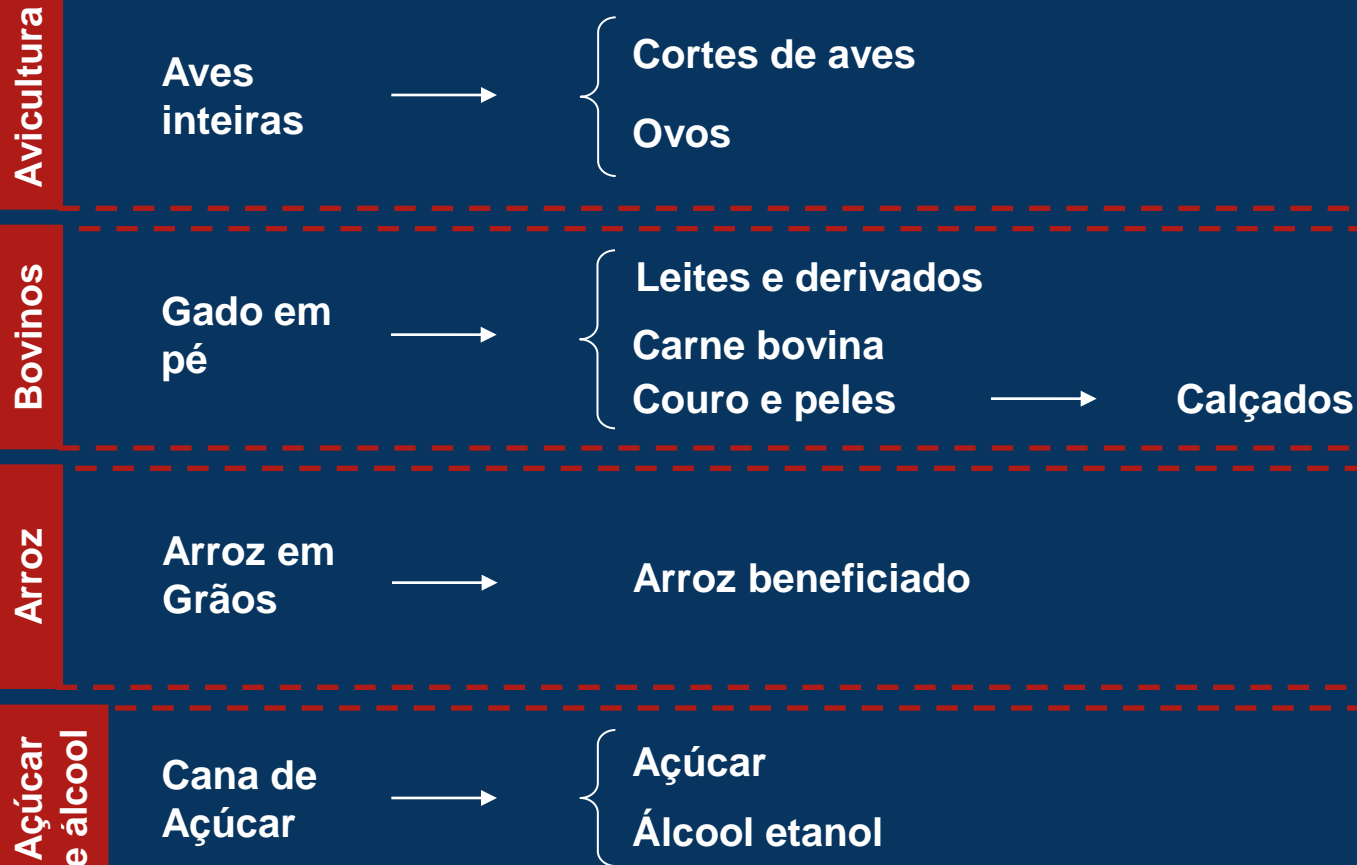 Avicultura
Aves
inteiras
Cortes de aves
Ovos
Bovinos
Gado em
pé
Leites e derivados
Carne bovina
Couro e peles
Calçados
Arroz
Arroz em
Grãos
Arroz beneficiado
Açúcar
e álcool
Cana de
Açúcar
Açúcar
Álcool etanol